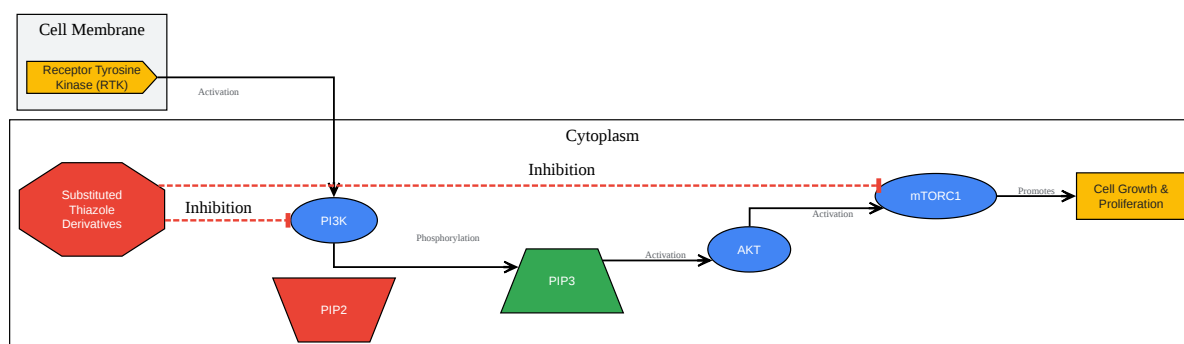 Cell Membrane
Receptor Tyrosine
Kinase (RTK)
Activation
Cytoplasm
Inhibition
Substituted
Thiazole
Derivatives
Inhibition
PI3K
mTORC1
Promotes
Cell Growth &
Proliferation
Activation
Phosphorylation
Activation
AKT
PIP3
PIP2